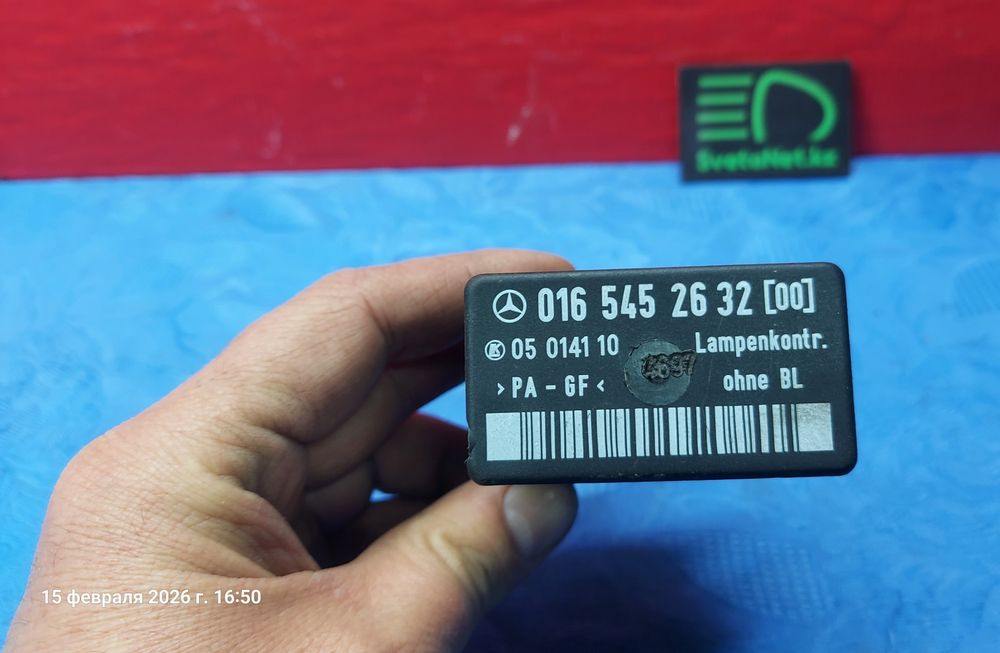 SvetaNet.kz
016 545 26 32 [00]
05 0141 10
Lampenkontr.
>PA-GF<
ohne BL
15 февраля 2026 г. 16:50